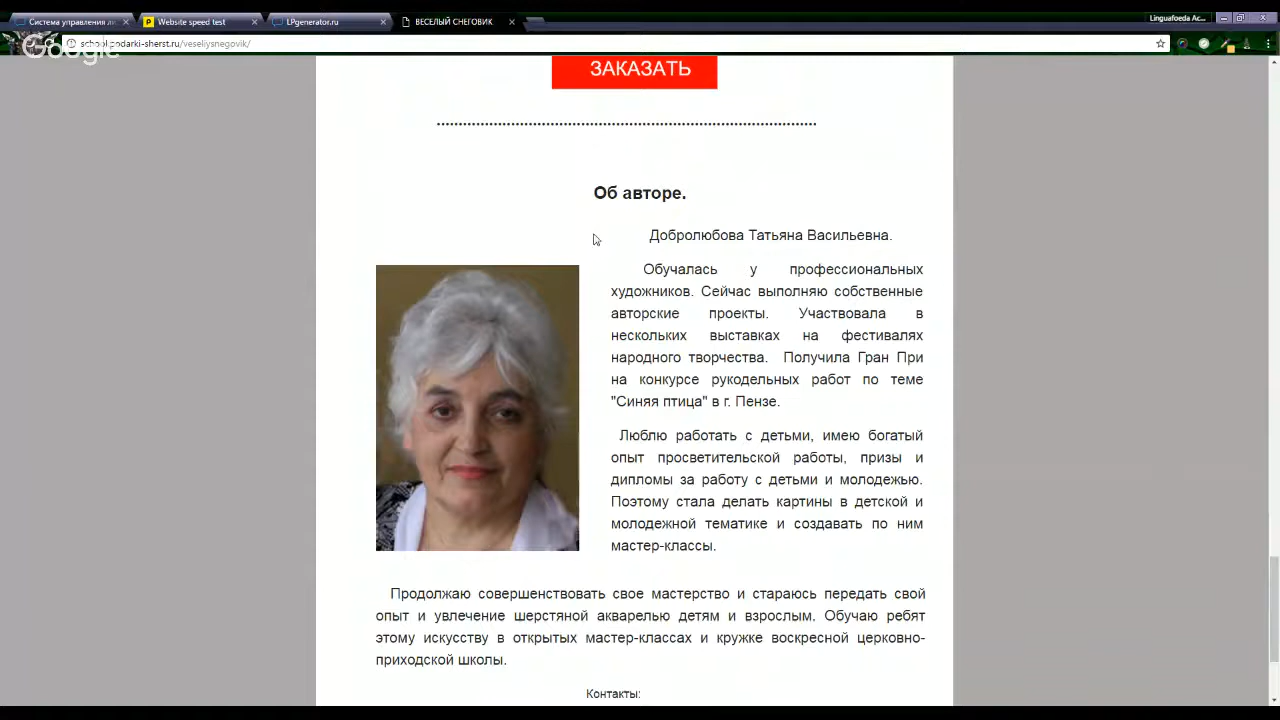 Система управления ли
Website speed test
LPgenerator.ru
ВЕСЕЛЫЙ СНЕГОВИК
Linguafoeda Ac...
Google
school.podarki-sherst.ru/veseliysnegovik/
ЗАКАЗАТЬ
Об авторе.
Добролюбова Татьяна Васильевна.
Обучалась у профессиональных
художников. Сейчас выполняю собственные
авторские проекты. Участвовала в
нескольких выставках на фестивалях
народного творчества. Получила Гран При
на конкурсе рукодельных работ по теме
"Синяя птица" в г. Пензе.
Люблю работать с детьми, имею богатый
опыт просветительской работы, призы и
дипломы за работу с детьми и молодежью.
Поэтому стала делать картины в детской и
молодежной тематике и создавать по ним
мастер-классы.
Продолжаю совершенствовать свое мастерство и стараюсь передать свой
опыт и увлечение шерстяной акварелью детям и взрослым. Обучаю ребят
этому искусству в открытых мастер-классах и кружке воскресной церковно-
приходской школы.
Контакты: